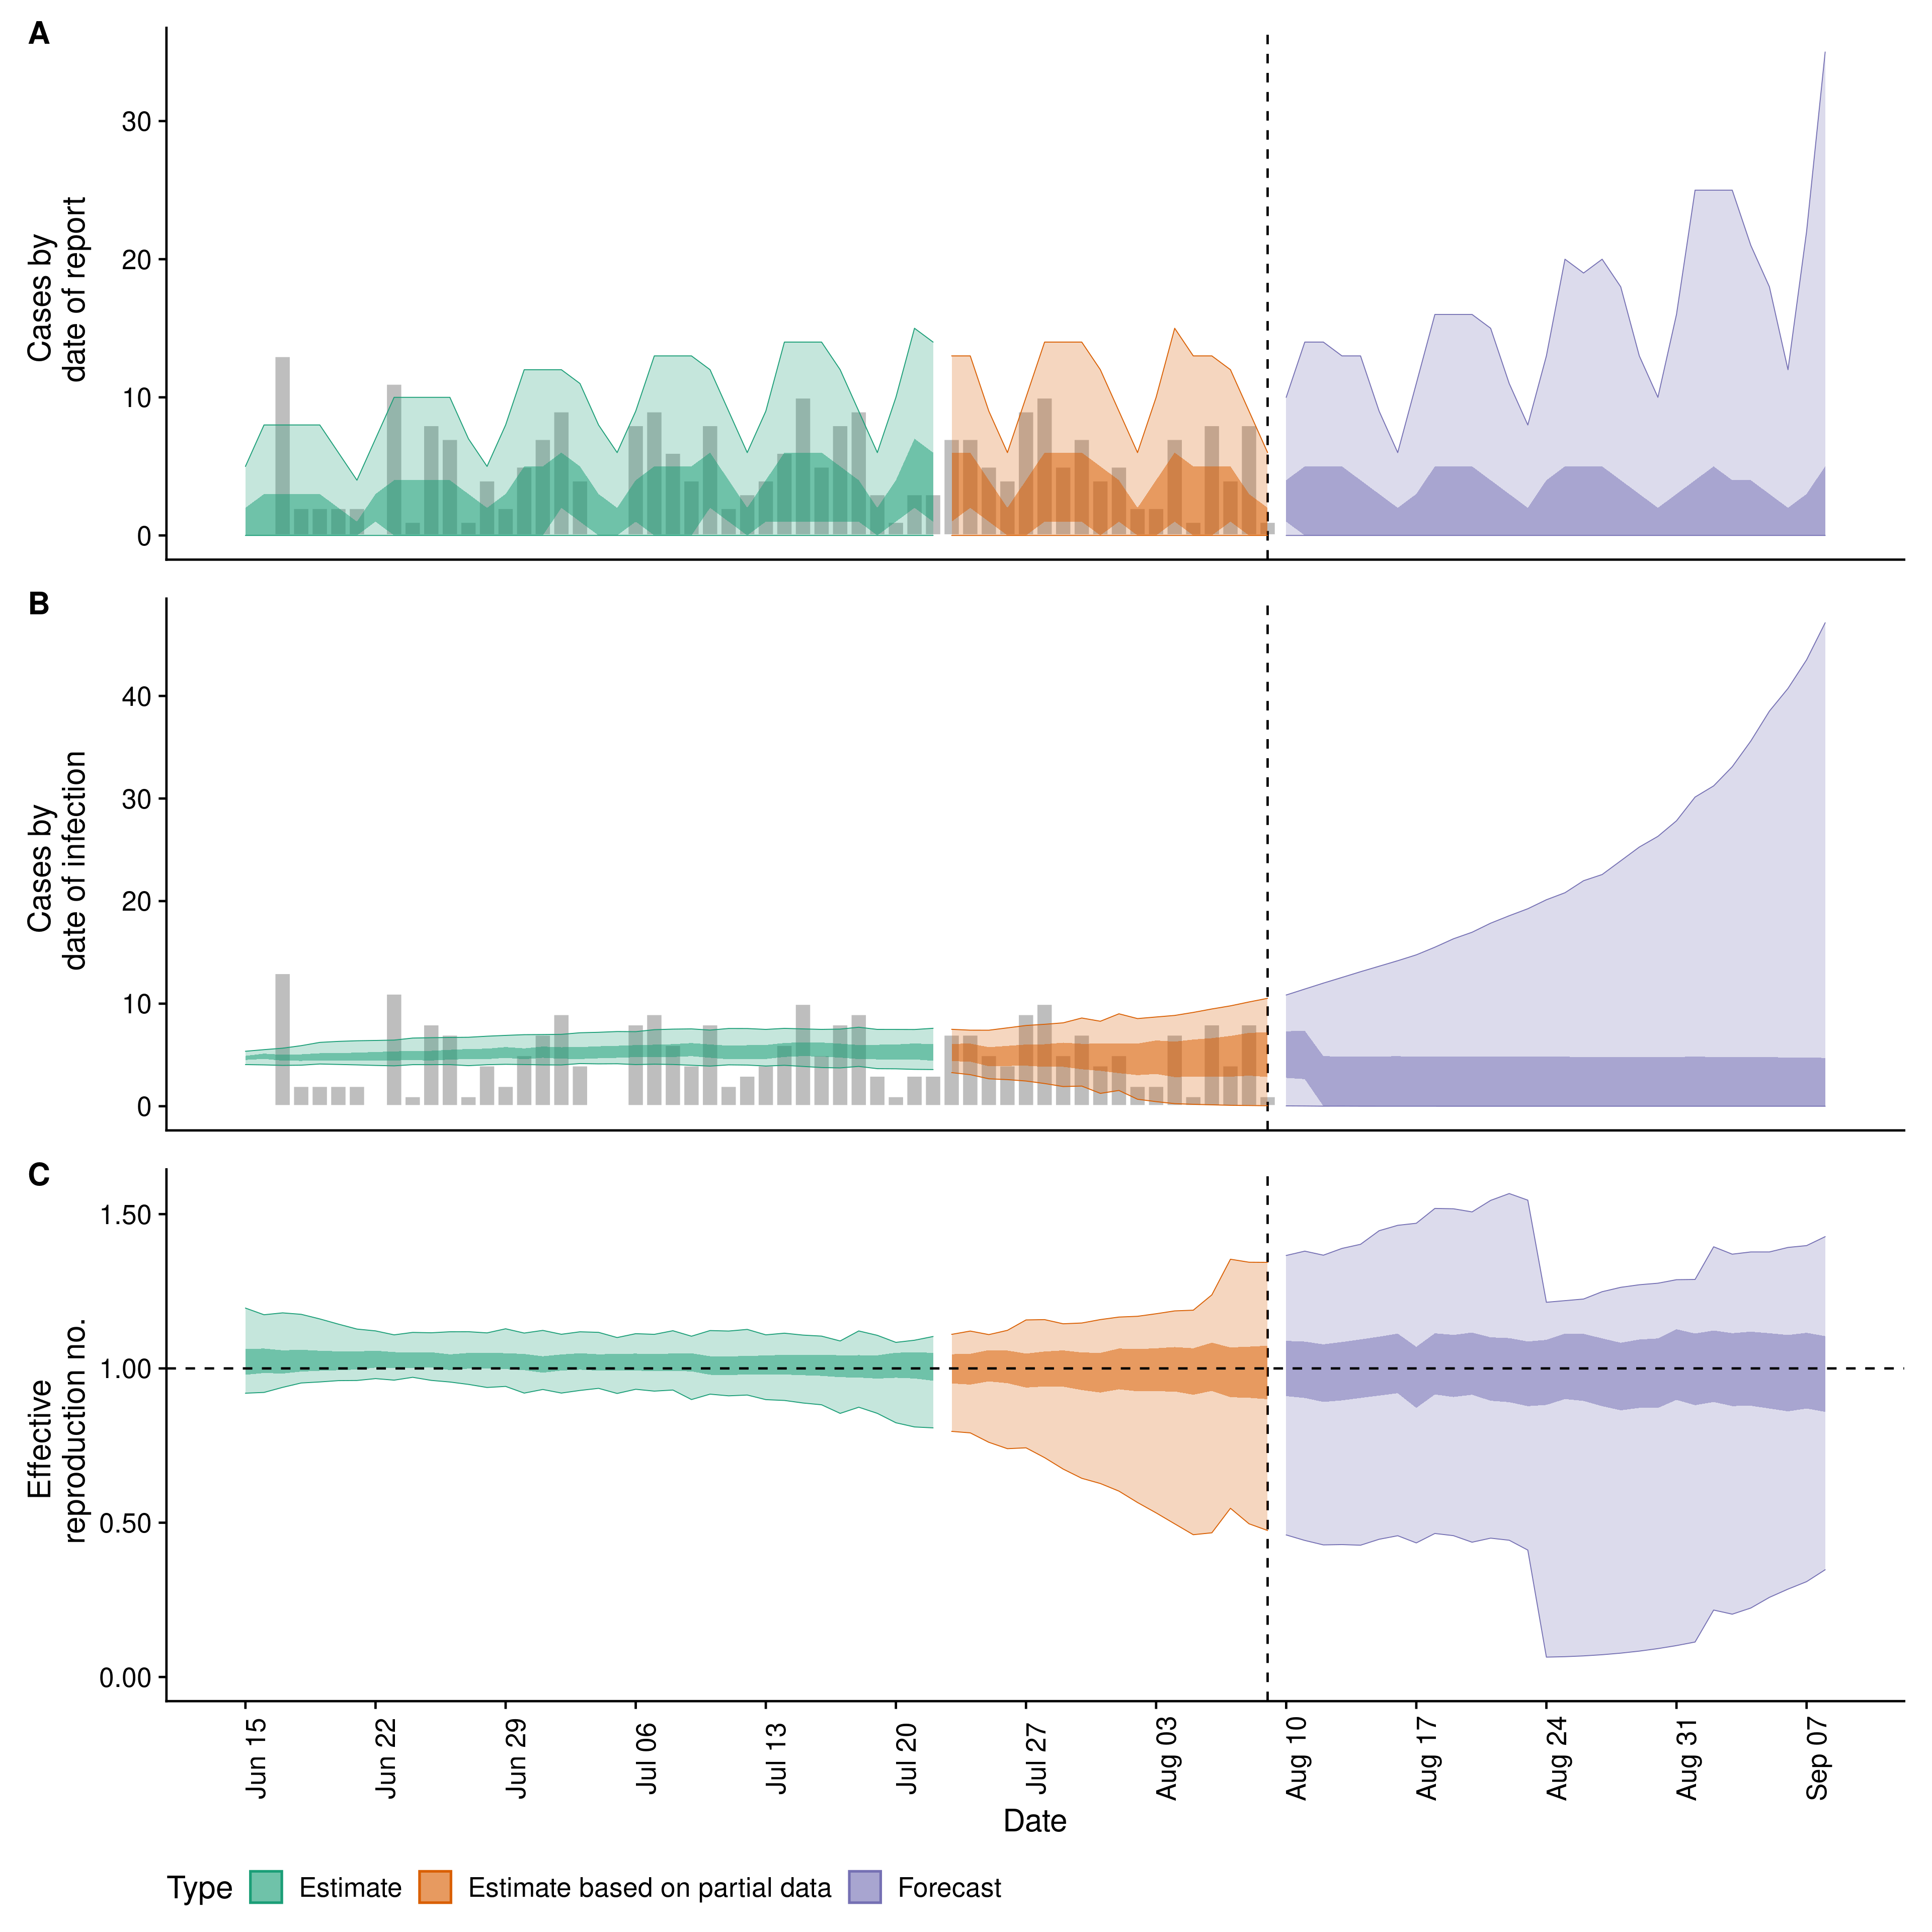 A
Cases by
date of report
30
20
10
0
B
Cases by
date of infection
40
30
20
10
0
C
Effective
reproduction no.
1.50
1.00
0.50
0.00
Jun 15
Jun 22
Jun 29
Jul 06
Jul 13
Jul 20
Jul 27
Aug 03
Aug 10
Aug 17
Aug 24
Aug 31
Sep 07
Date
Type Estimate Estimate based on partial data Forecast